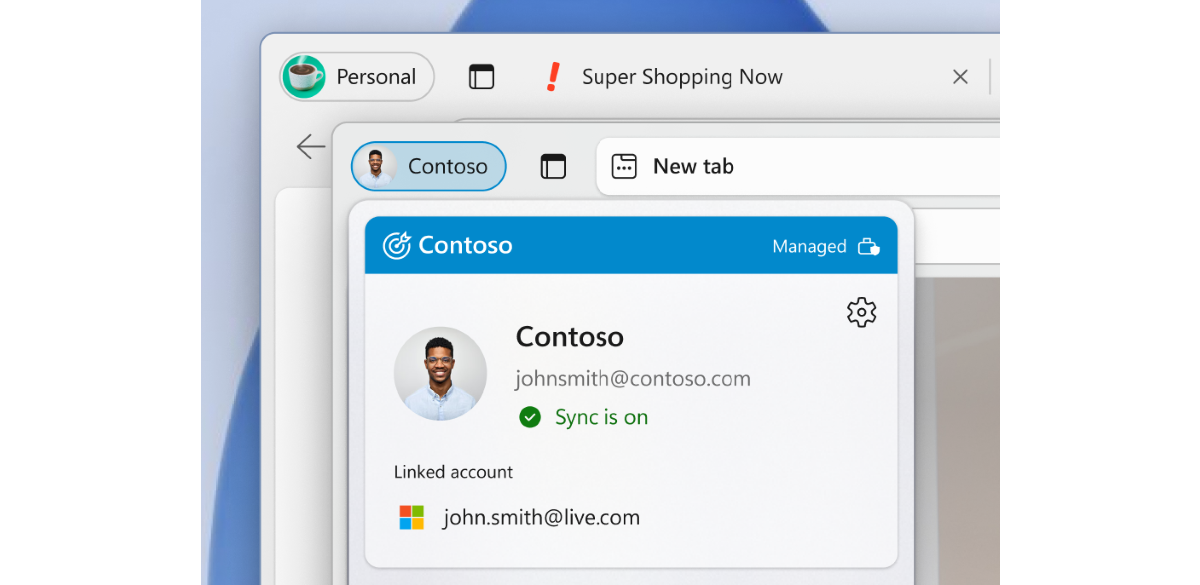 Personal
Super Shopping Now
Contoso
New tab
Contoso
Managed
Contoso
johnsmith@contoso.com
Sync is on
Linked account
john.smith@live.com